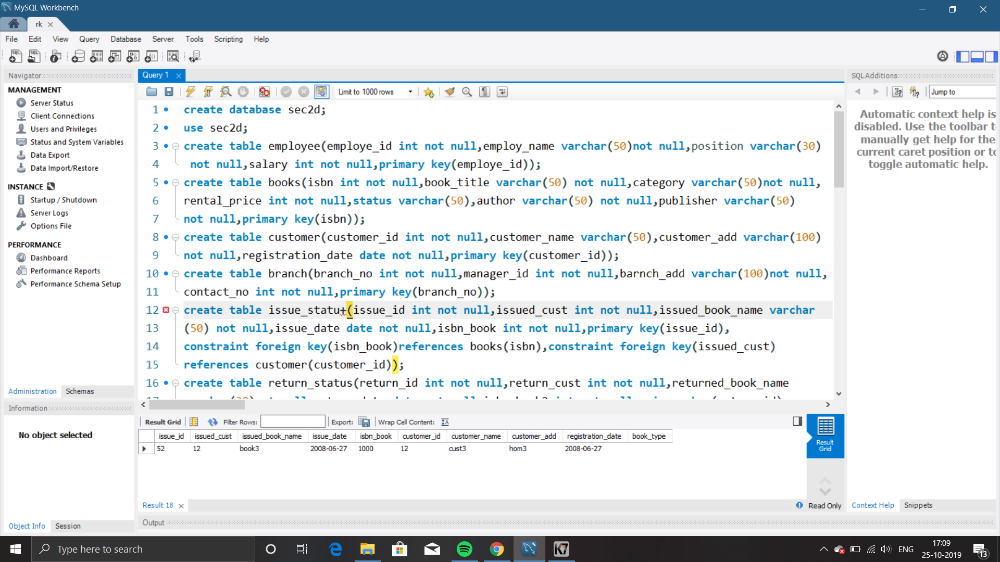 MySQL Workbench
rk
File Edit View Query Database Server Tools Scripting Help
Navigator
MANAGEMENT
Server Status
Client Connections
Users and Privileges
Status and System Variables
Data Export
Data Import/Restore
INSTANCE
Startup / Shutdown
Server Logs
Options File
PERFORMANCE
Dashboard
Performance Reports
Performance Schema Setup
Administration Schemas
Information
No object selected
Object Info Session
Query 1
Limit to 1000 rows
1 create database sec2d;
2 use sec2d;
3 create table employee(employe_id int not null,employ_name varchar(50)not null,position varchar(30)
4 not null,salary int not null,primary key(employe_id));
5 create table books(isbn int not null,book_title varchar(50) not null,category varchar(50)not null,
6 rental_price int not null,status varchar(50),author varchar(50) not null,publisher varchar(50)
7 not null,primary key(isbn));
8 create table customer(customer_id int not null,customer_name varchar(50),customer_add varchar(100)
9 not null,registration_date date not null,primary key(customer_id));
10 create table branch(branch_no int not null,manager_id int not null,barnch_add varchar(100)not null,
11 contact_no int not null,primary key(branch_no));
12 create table issue_statu+(issue_id int not null,issued_cust int not null,issued_book_name varchar
13 (50) not null,issue_date date not null,isbn_book int not null,primary key(issue_id),
14 constraint foreign key(isbn_book)references books(isbn),constraint foreign key(issued_cust)
15 references customer(customer_id));
16 create table return_status(return_id int not null,return_cust int not null,returned_book_name
Result Grid Filter Rows: Export: Wrap Cell Content:
issue_id issued_cust issued_book_name issue_date isbn_book customer_id customer_name customer_add registration_date book_type
52 12 book3 2008-06-27 1000 12 cust3 hom3 2008-06-27
Result Grid
Result 18
Read Only
Output
SQLAdditions
Jump to
Automatic context help is
disabled. Use the toolbar t
manually get help for the
current caret position or to
toggle automatic help.
Context Help Snippets
Type here to search
K7
ENG
17:09
25-10-2019
13